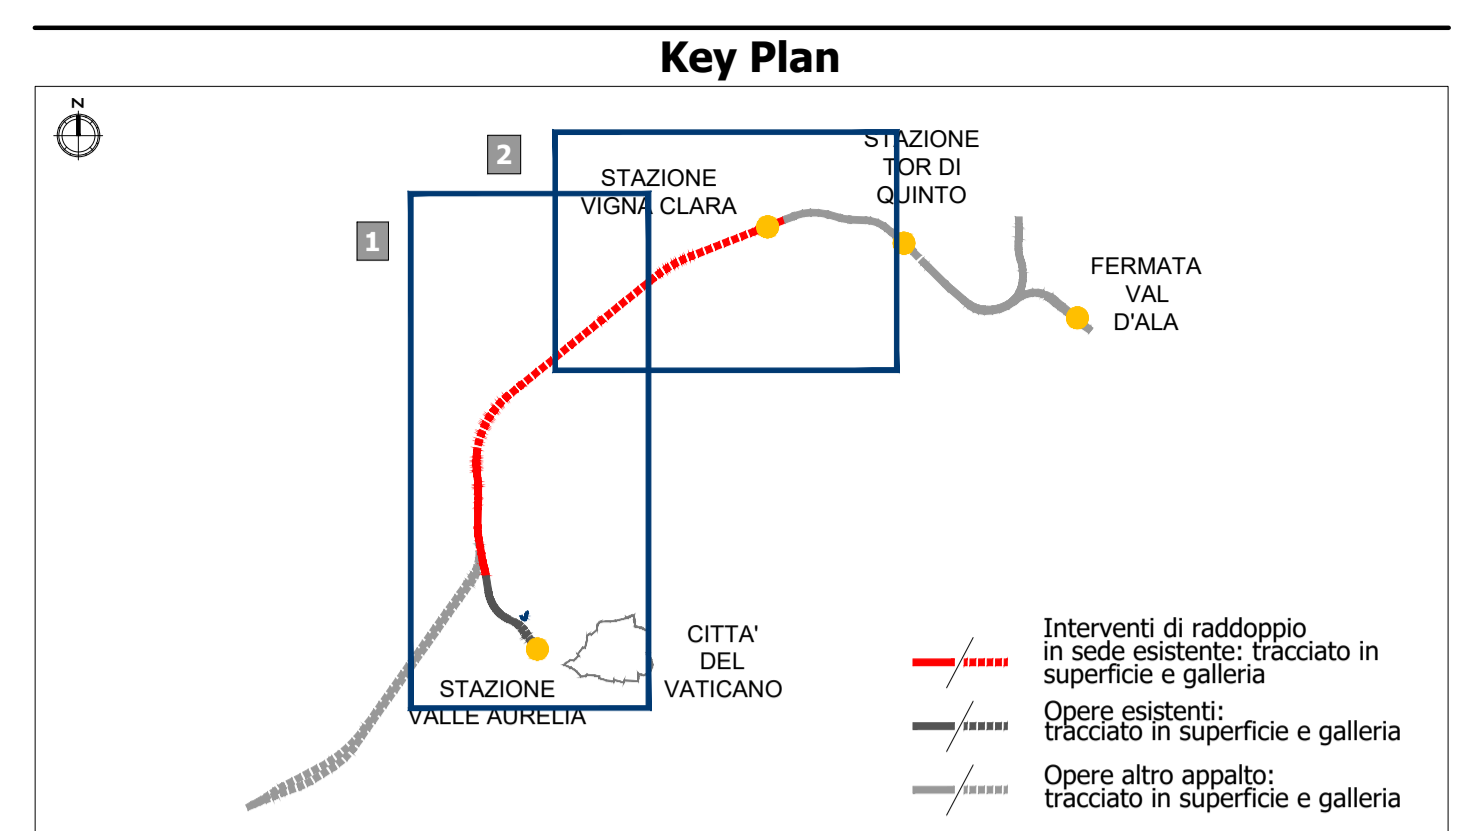 Key Plan
N
2
STAZIONE
TOR DI
QUINTO
STAZIONE
VIGNA CLARA
1
FERMATA
VAL
D'ALA
CITTA'
DEL
VATICANO
STAZIONE
VALLE AURELIA
Interventi di raddoppio
in sede esistente: tracciato in
superficie e galleria
Opere esistenti:
tracciato in superficie e galleria
Opere altro appalto:
tracciato in superficie e galleria